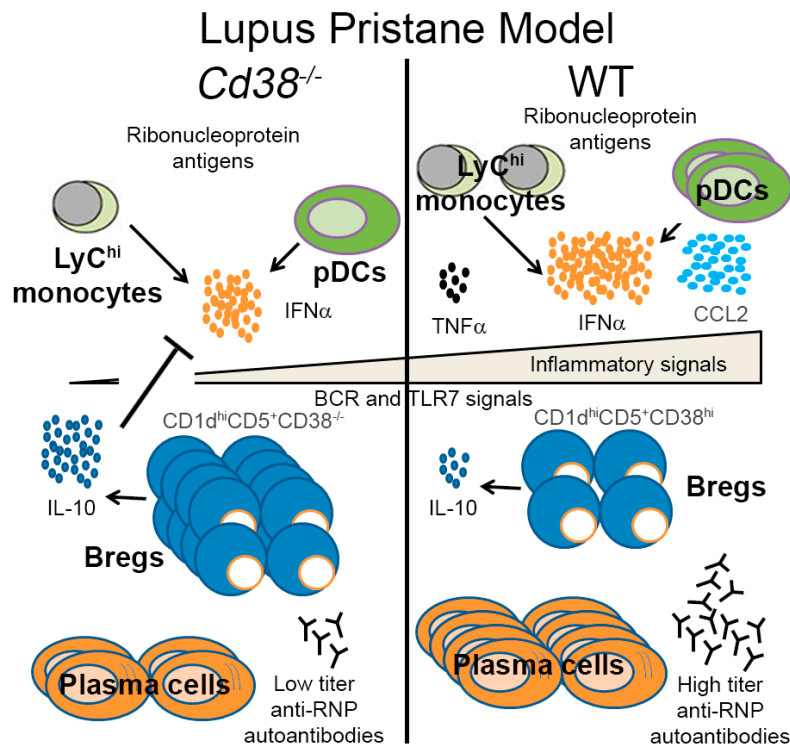 Lupus Pristane Model
Cd38-/-
Ribonucleoprotein
antigens
LyChi
monocytes
pDCs
IFNα
IL-10
CD1dhiCD5+CD38-/-
Bregs
Plasma cells
Low titer
anti-RNP
autoantibodies
WT
Ribonucleoprotein
antigens
LyChi
monocytes
pDCs
TNFα
IFNα
CCL2
Inflammatory signals
BCR and TLR7 signals
CD1dhiCD5+CD38hi
IL-10
Bregs
Plasma cells
High titer
anti-RNP
autoantibodies